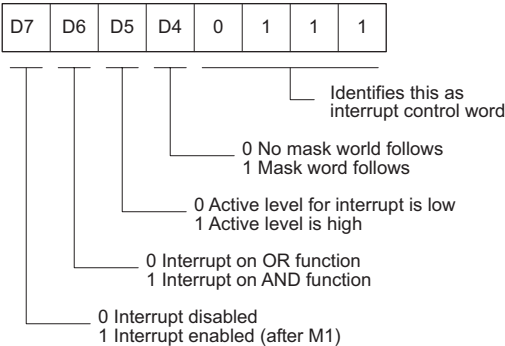 D7 D6 D5 D4 0 1 1 1
Identifies this as
interrupt control word
0 No mask world follows
1 Mask word follows
0 Active level for interrupt is low
1 Active level is high
0 Interrupt on OR function
1 Interrupt on AND function
0 Interrupt disabled
1 Interrupt enabled (after M1)